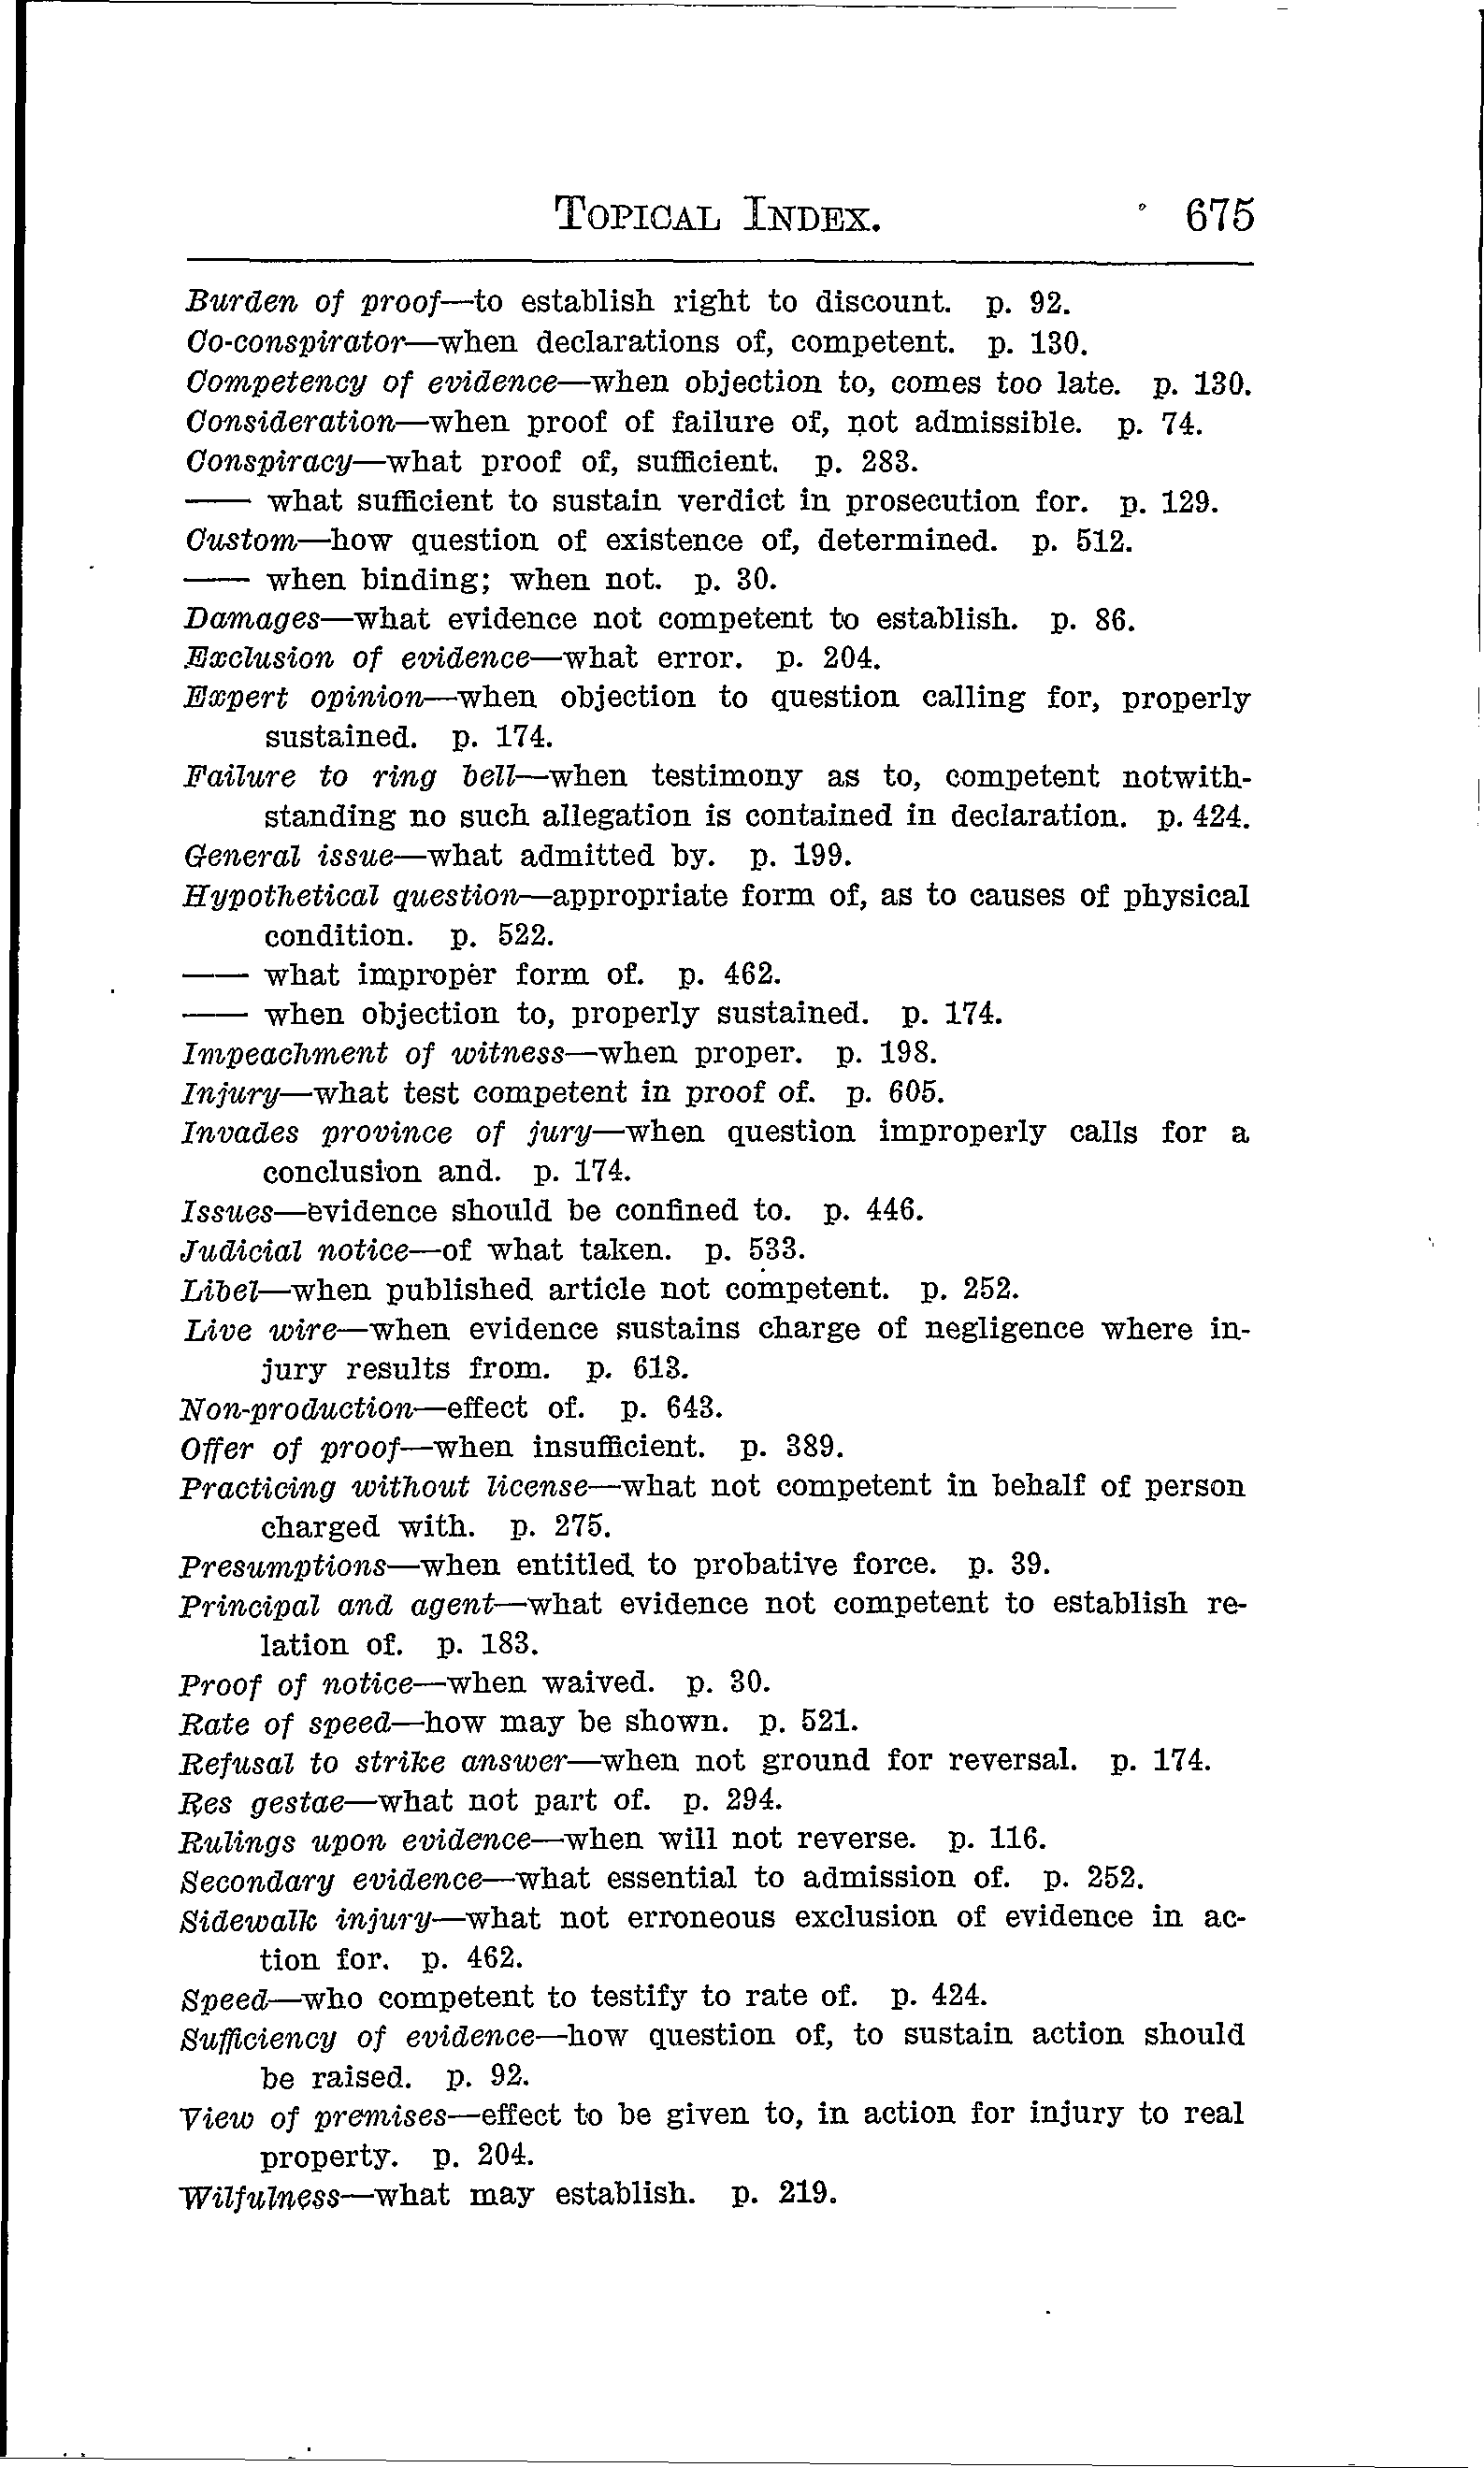 TOPICAL INDEX. 675
Burden of proof—to establish right to discount. p. 92.
Co-conspirator—when declarations of, competent. p. 130.
Competency of evidence—when objection to, comes too late. p. 130.
Consideration—when proof of failure of, not admissible. p. 74.
Conspiracy—what proof of, sufficient. p. 283.
—— what sufficient to sustain verdict in prosecution for. p. 129.
Custom—how question of existence of, determined. p. 512.
—— when binding; when not. p. 30.
Damages—what evidence not competent to establish. p. 86.
Exclusion of evidence—what error. p. 204.
Expert opinion—when objection to question calling for, properly
sustained. p. 174.
Failure to ring bell—when testimony as to, competent notwith-
standing no such allegation is contained in declaration. p. 424.
General issue—what admitted by. p. 199.
Hypothetical question—appropriate form of, as to causes of physical
condition. p. 522.
—— what improper form of. p. 462.
—— when objection to, properly sustained. p. 174.
Impeachment of witness—when proper. p. 198.
Injury—what test competent in proof of. p. 605.
Invades province of jury—when question improperly calls for a
conclusion and. p. 174.
Issues—evidence should be confined to. p. 446.
Judicial notice—of what taken. p. 533.
Libel—when published article not competent. p. 252.
Live wire—when evidence sustains charge of negligence where in-
jury results from. p. 613.
Non-production—effect of. p. 643.
Offer of proof—when insufficient. p. 389.
Practicing without license—what not competent in behalf of person
charged with. p. 275.
Presumptions—when entitled to probative force. p. 39.
Principal and agent—what evidence not competent to establish re-
lation of. p. 183.
Proof of notice—when waived. p. 30.
Rate of speed—how may be shown. p. 521.
Refusal to strike answer—when not ground for reversal. p. 174.
Res gestae—what not part of. p. 294.
Rulings upon evidence—when will not reverse. p. 116.
Secondary evidence—what essential to admission of. p. 252.
Sidewalk injury—what not erroneous exclusion of evidence in ac-
tion for. p. 462.
Speed—who competent to testify to rate of. p. 424.
Sufficiency of evidence—how question of, to sustain action should
be raised. p. 92.
View of premises—effect to be given to, in action for injury to real
property. p. 204.
Wilfulness—what may establish. p. 219.